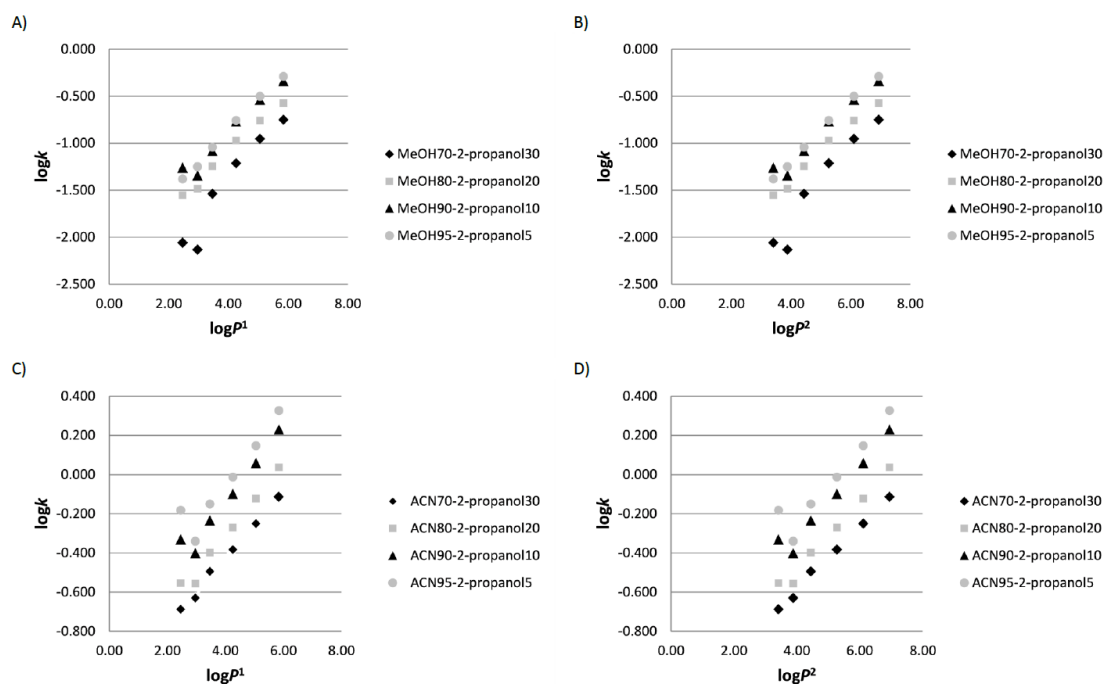 A)
0.000
-0.500
-1.000
-1.500
-2.000
-2.500
logk
0.00 2.00 4.00 6.00 8.00
logP1
MeOH70-2-propanol30
MeOH80-2-propanol20
MeOH90-2-propanol10
MeOH95-2-propanol5
B)
0.000
-0.500
-1.000
-1.500
-2.000
-2.500
logk
0.00 2.00 4.00 6.00 8.00
logP2
MeOH70-2-propanol30
MeOH80-2-propanol20
MeOH90-2-propanol10
MeOH95-2-propanol5
C)
0.400
0.200
0.000
-0.200
-0.400
-0.600
-0.800
logk
0.00 2.00 4.00 6.00 8.00
logP1
ACN70-2-propanol30
ACN80-2-propanol20
ACN90-2-propanol10
ACN95-2-propanol5
D)
0.400
0.200
0.000
-0.200
-0.400
-0.600
-0.800
logk
0.00 2.00 4.00 6.00 8.00
logP2
ACN70-2-propanol30
ACN80-2-propanol20
ACN90-2-propanol10
ACN95-2-propanol5